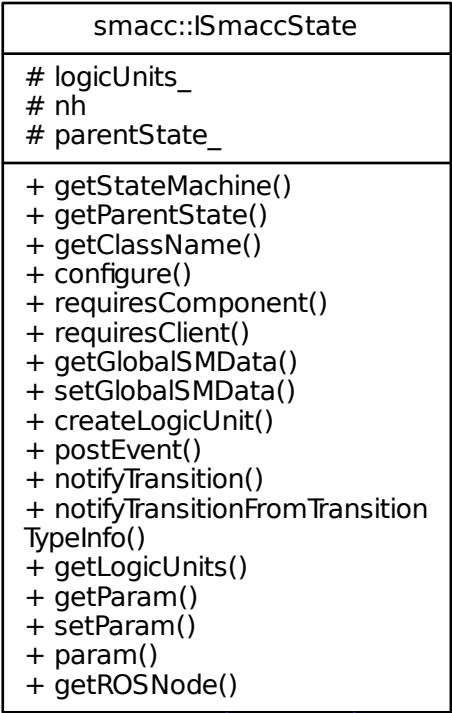 smacc::ISmaccState
# logicUnits_
# nh
# parentState_
+ getStateMachine()
+ getParentState()
+ getClassName()
+ configure()
+ requiresComponent()
+ requiresClient()
+ getGlobalSMData()
+ setGlobalSMData()
+ createLogicUnit()
+ postEvent()
+ notifyTransition()
+ notifyTransitionFromTransition
TypeInfo()
+ getLogicUnits()
+ getParam()
+ setParam()
+ param()
+ getROSNode()